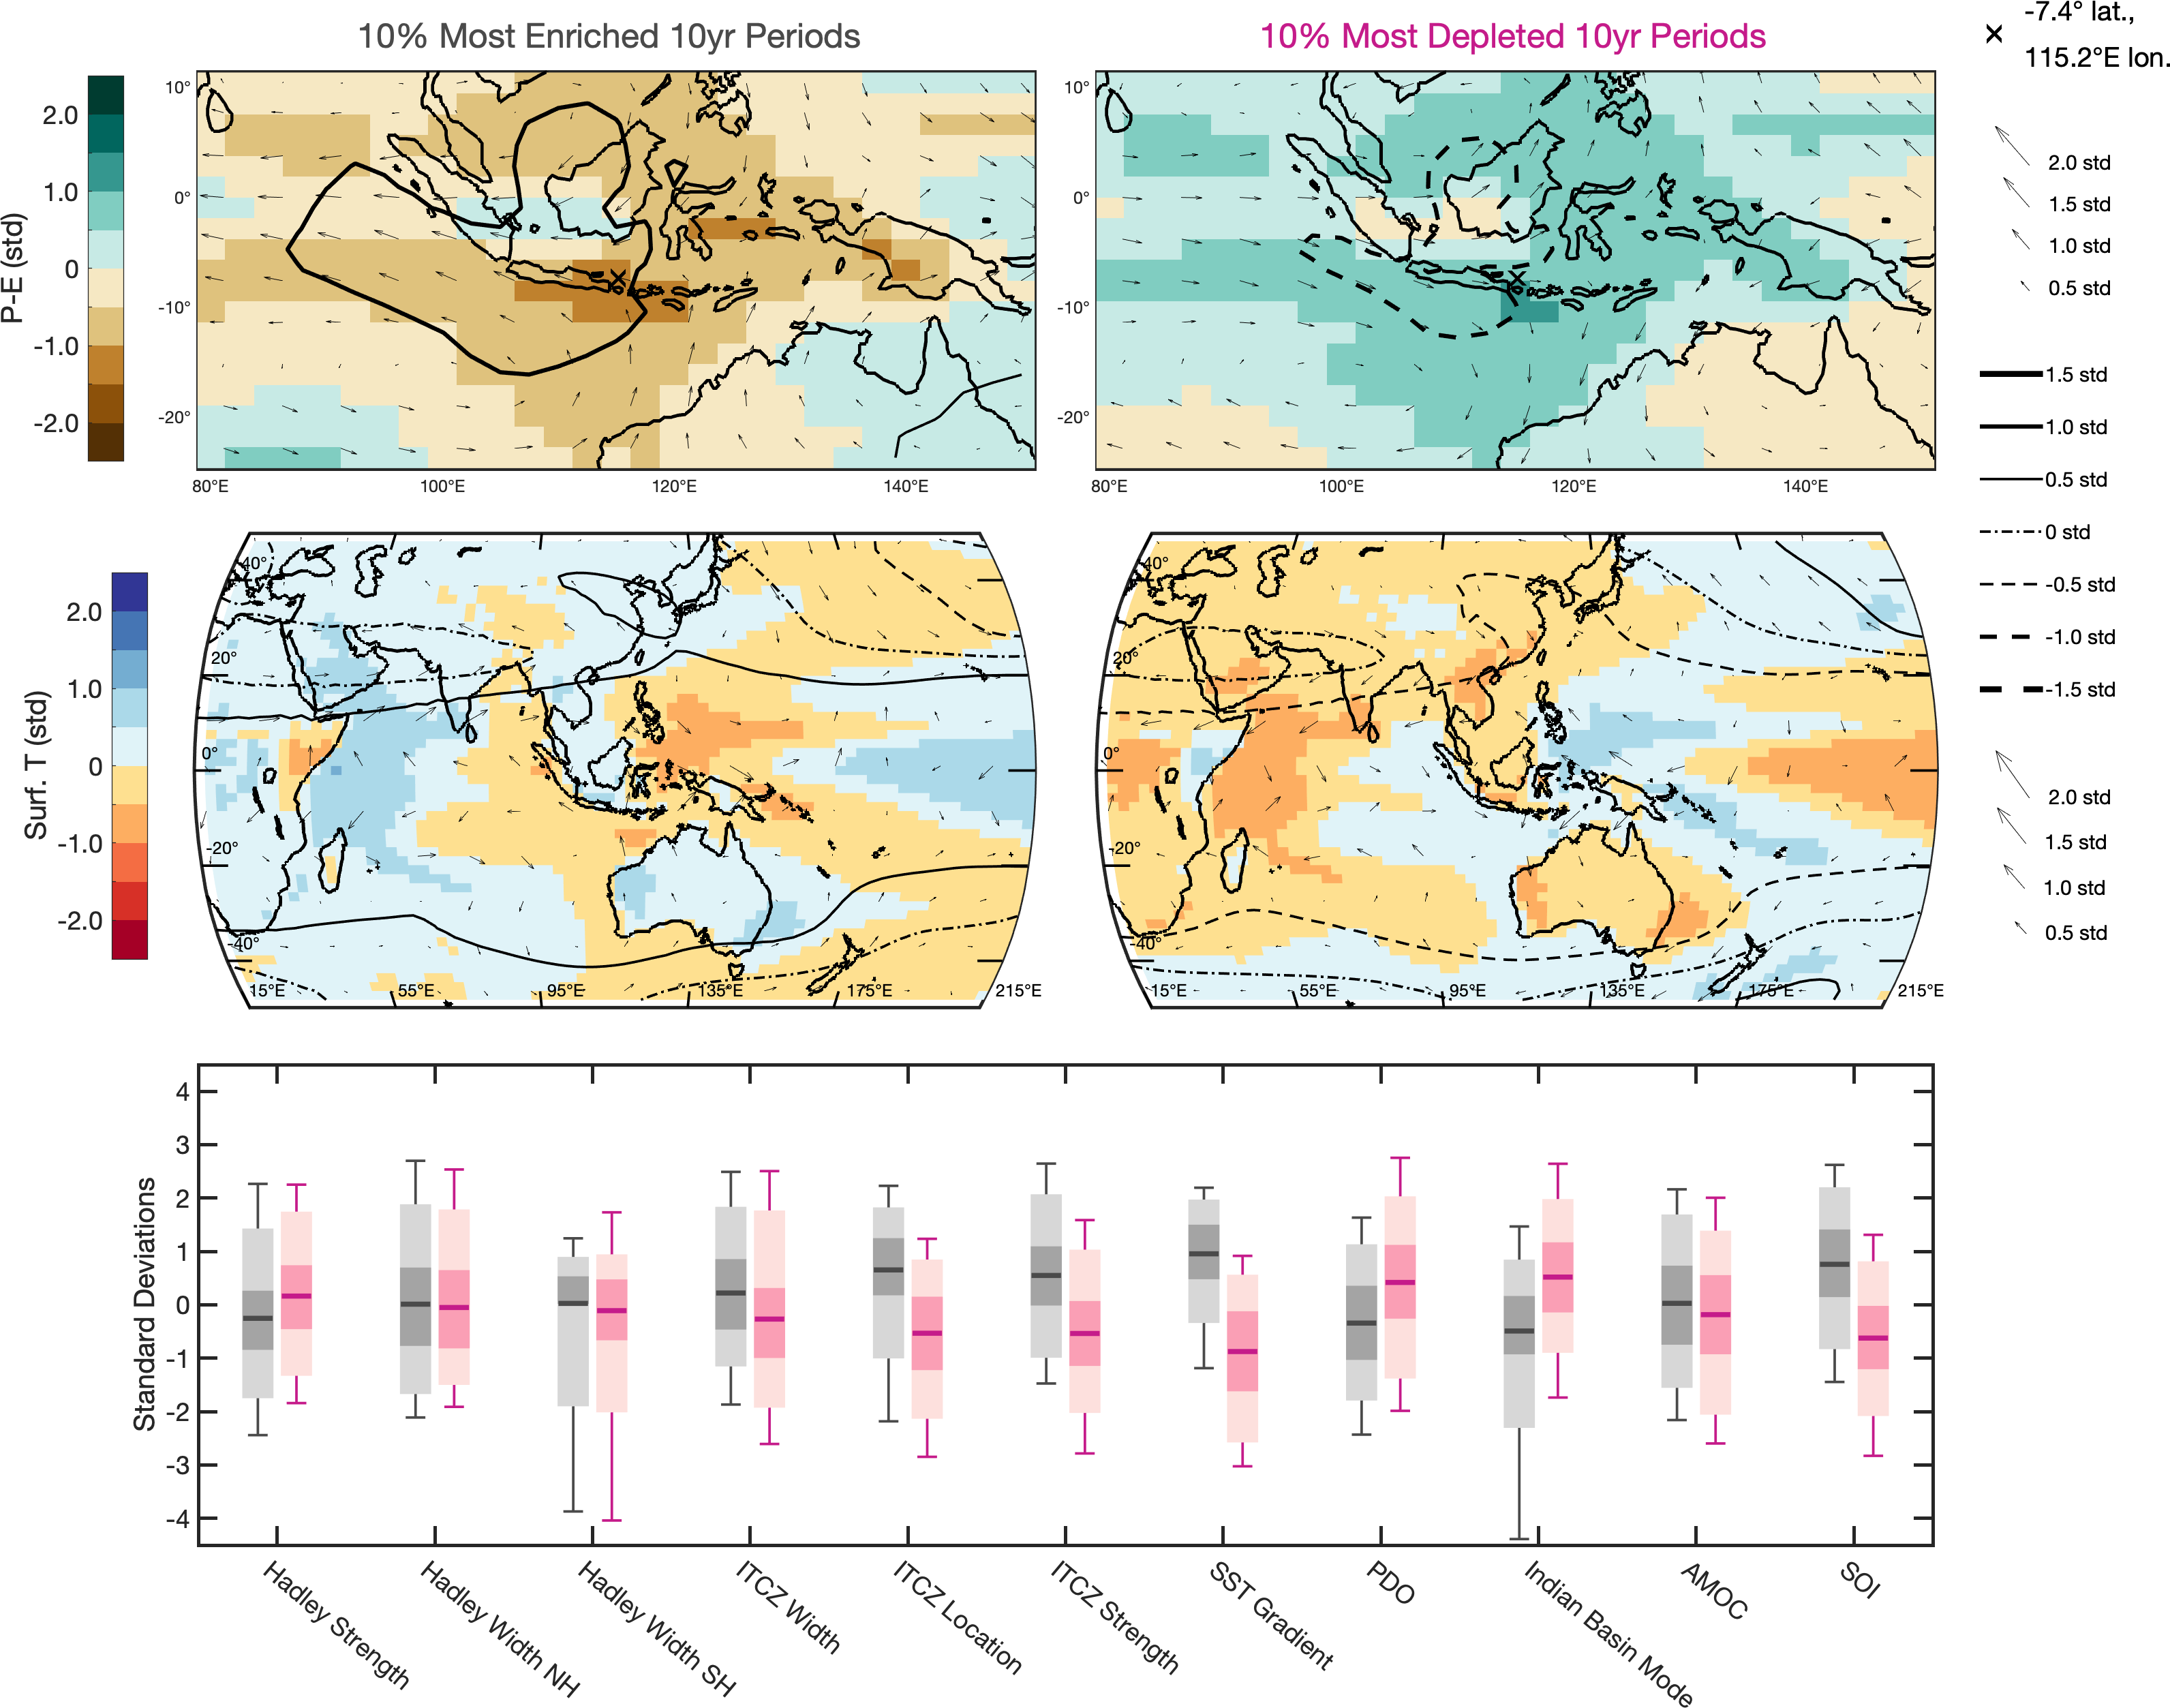 10% Most Enriched 10yr Periods
10% Most Depleted 10yr Periods
-7.4° lat.,
115.2°E lon.
P-E (std)
2.0
1.0
0
-1.0
-2.0
10°
0°
-10°
-20°
80°E
100°E
120°E
140°E
10°
0°
-10°
-20°
80°E
100°E
120°E
140°E
2.0 std
1.5 std
1.0 std
0.5 std
1.5 std
1.0 std
0.5 std
0 std
-0.5 std
-1.0 std
-1.5 std
Surf. T (std)
2.0
1.0
0
-1.0
-2.0
40°
20°
0°
-20°
-40°
15°E
55°E
95°E
135°E
175°E
215°E
40°
20°
0°
-20°
-40°
15°E
55°E
95°E
135°E
175°E
215°E
2.0 std
1.5 std
1.0 std
0.5 std
Standard Deviations
4
3
2
1
0
-1
-2
-3
-4
Hadley Strength
Hadley Width NH
Hadley Width SH
ITCZ Width
ITCZ Location
ITCZ Strength
SST Gradient
PDO
Indian Basin Mode
AMOC
SOI